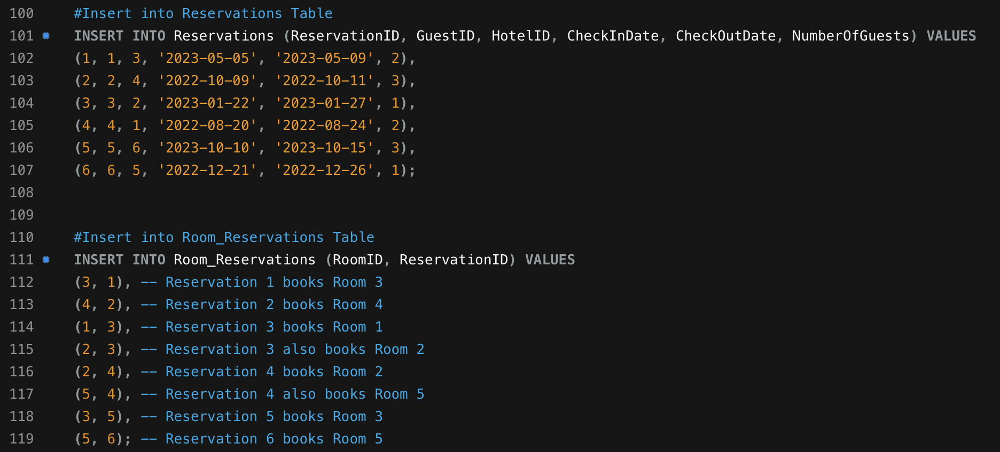 100 #Insert into Reservations Table
101 INSERT INTO Reservations (ReservationID, GuestID, HotelID, CheckInDate, CheckOutDate, NumberOfGuests) VALUES
102 (1, 1, 3, '2023-05-05', '2023-05-09', 2),
103 (2, 2, 4, '2022-10-09', '2022-10-11', 3),
104 (3, 3, 2, '2023-01-22', '2023-01-27', 1),
105 (4, 4, 1, '2022-08-20', '2022-08-24', 2),
106 (5, 5, 6, '2023-10-10', '2023-10-15', 3),
107 (6, 6, 5, '2022-12-21', '2022-12-26', 1);
108
109
110 #Insert into Room_Reservations Table
111 INSERT INTO Room_Reservations (RoomID, ReservationID) VALUES
112 (3, 1), -- Reservation 1 books Room 3
113 (4, 2), -- Reservation 2 books Room 4
114 (1, 3), -- Reservation 3 books Room 1
115 (2, 3), -- Reservation 3 also books Room 2
116 (2, 4), -- Reservation 4 books Room 2
117 (5, 4), -- Reservation 4 also books Room 5
118 (3, 5), -- Reservation 5 books Room 3
119 (5, 6); -- Reservation 6 books Room 5